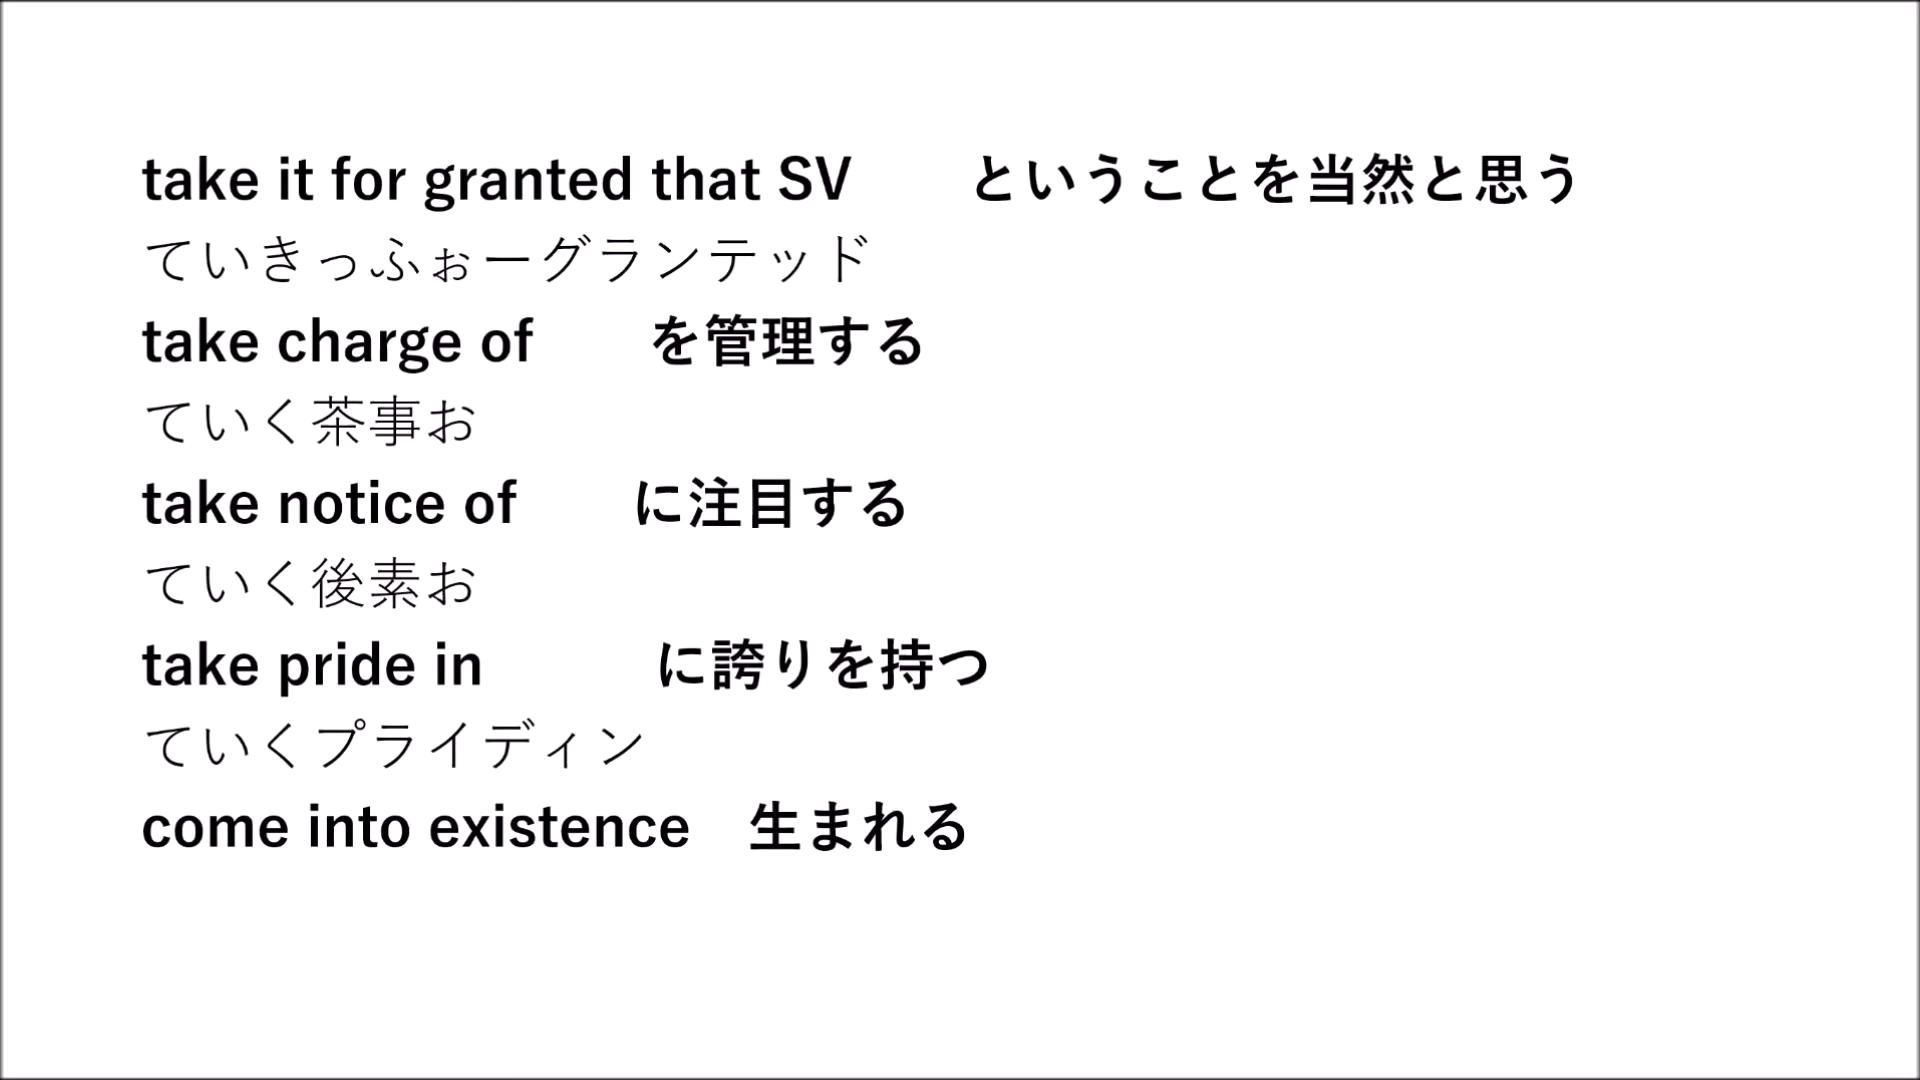 take it for granted that SV　　ということを当然と思う
ていきっふぉーグランテッド
take charge of　　を管理する
ていく茶事お
take notice of　　に注目する
ていく後素お
take pride in　　　に誇りを持つ
ていくプライディン
come into existence　生まれる